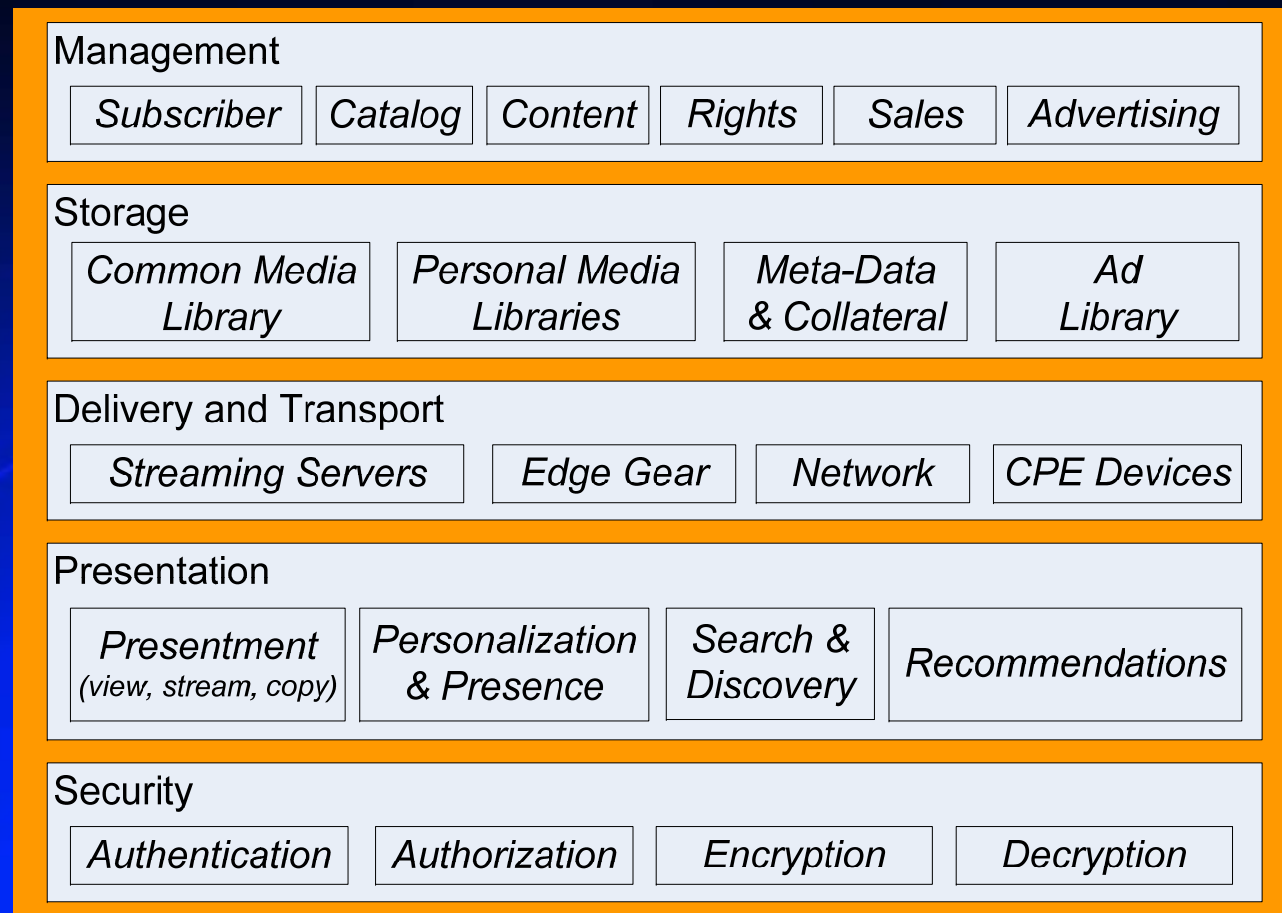 Management
Subscriber Catalog Content Rights Sales Advertising
Storage
Common Media
Library
Personal Media
Libraries
Meta-Data
& Collateral
Ad
Library
Delivery and Transport
Streaming Servers Edge Gear Network CPE Devices
Presentation
Presentment
(view, stream, copy)
Personalization
& Presence
Search &
Discovery
Recommendations
Security
Authentication Authorization Encryption Decryption